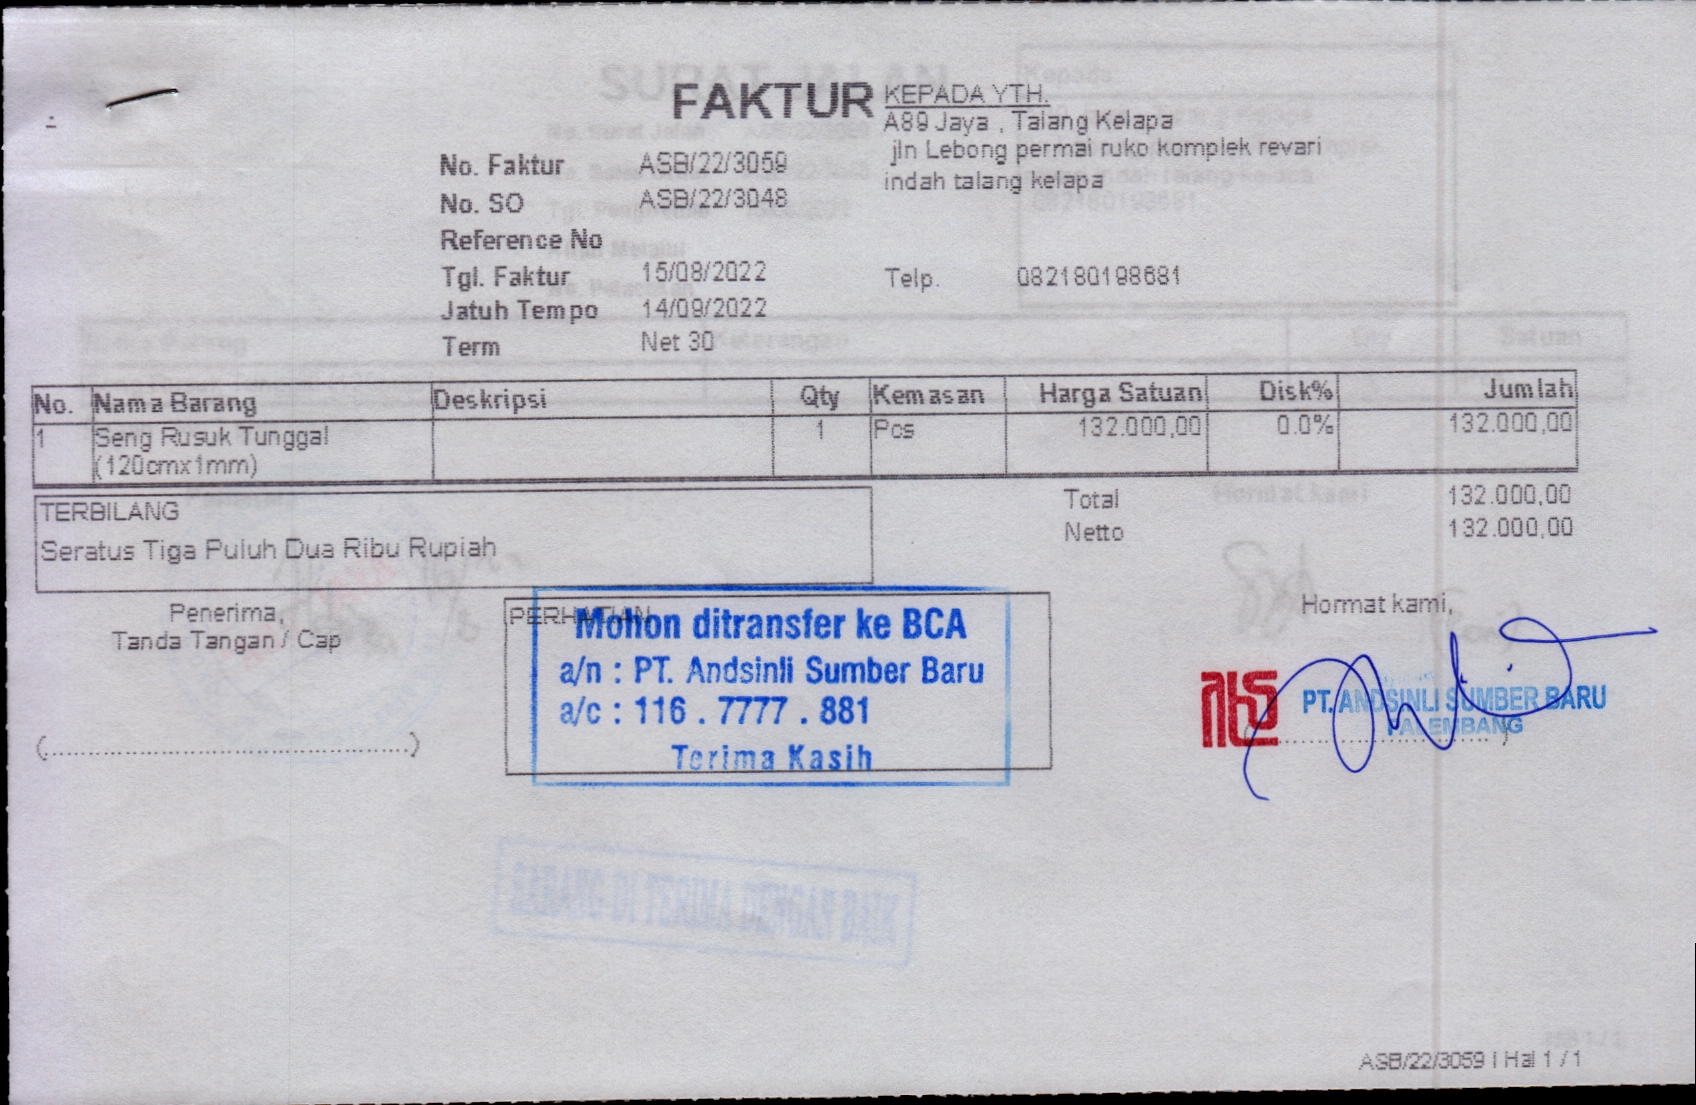 FAKTUR
KEPADA YTH.
A89 Jaya , Talang Kelapa
jln Lebong permai ruko komplek revari
indah talang kelapa
No. Faktur ASB/22/3059
No. SO ASB/22/3048
Reference No
Tgl. Faktur 15/08/2022
Telp. 082180198681
Jatuh Tempo 14/09/2022
Term Net 30
No. Nama Barang Deskripsi Qty Kemasan Harga Satuan Disk% Jumlah
1 Seng Rusuk Tunggal 1 Pcs 132.000,00 0.0% 132.000,00
(120cmx1mm)
Total 132.000,00
Netto 132.000,00
TERBILANG
Seratus Tiga Puluh Dua Ribu Rupiah
Penerima,
Tanda Tangan / Cap
(..........................................)
PERHATIAN
Mohon ditransfer ke BCA
a/n : PT. Andsinli Sumber Baru
a/c : 116 . 7777 . 881
Terima Kasih
Hormat kami,
PT. ANDSINLI SUMBER BARU
PALEMBANG
BARANG DI TERIMA DENGAN BAIK
ASB/22/3059 | Hal 1 / 1